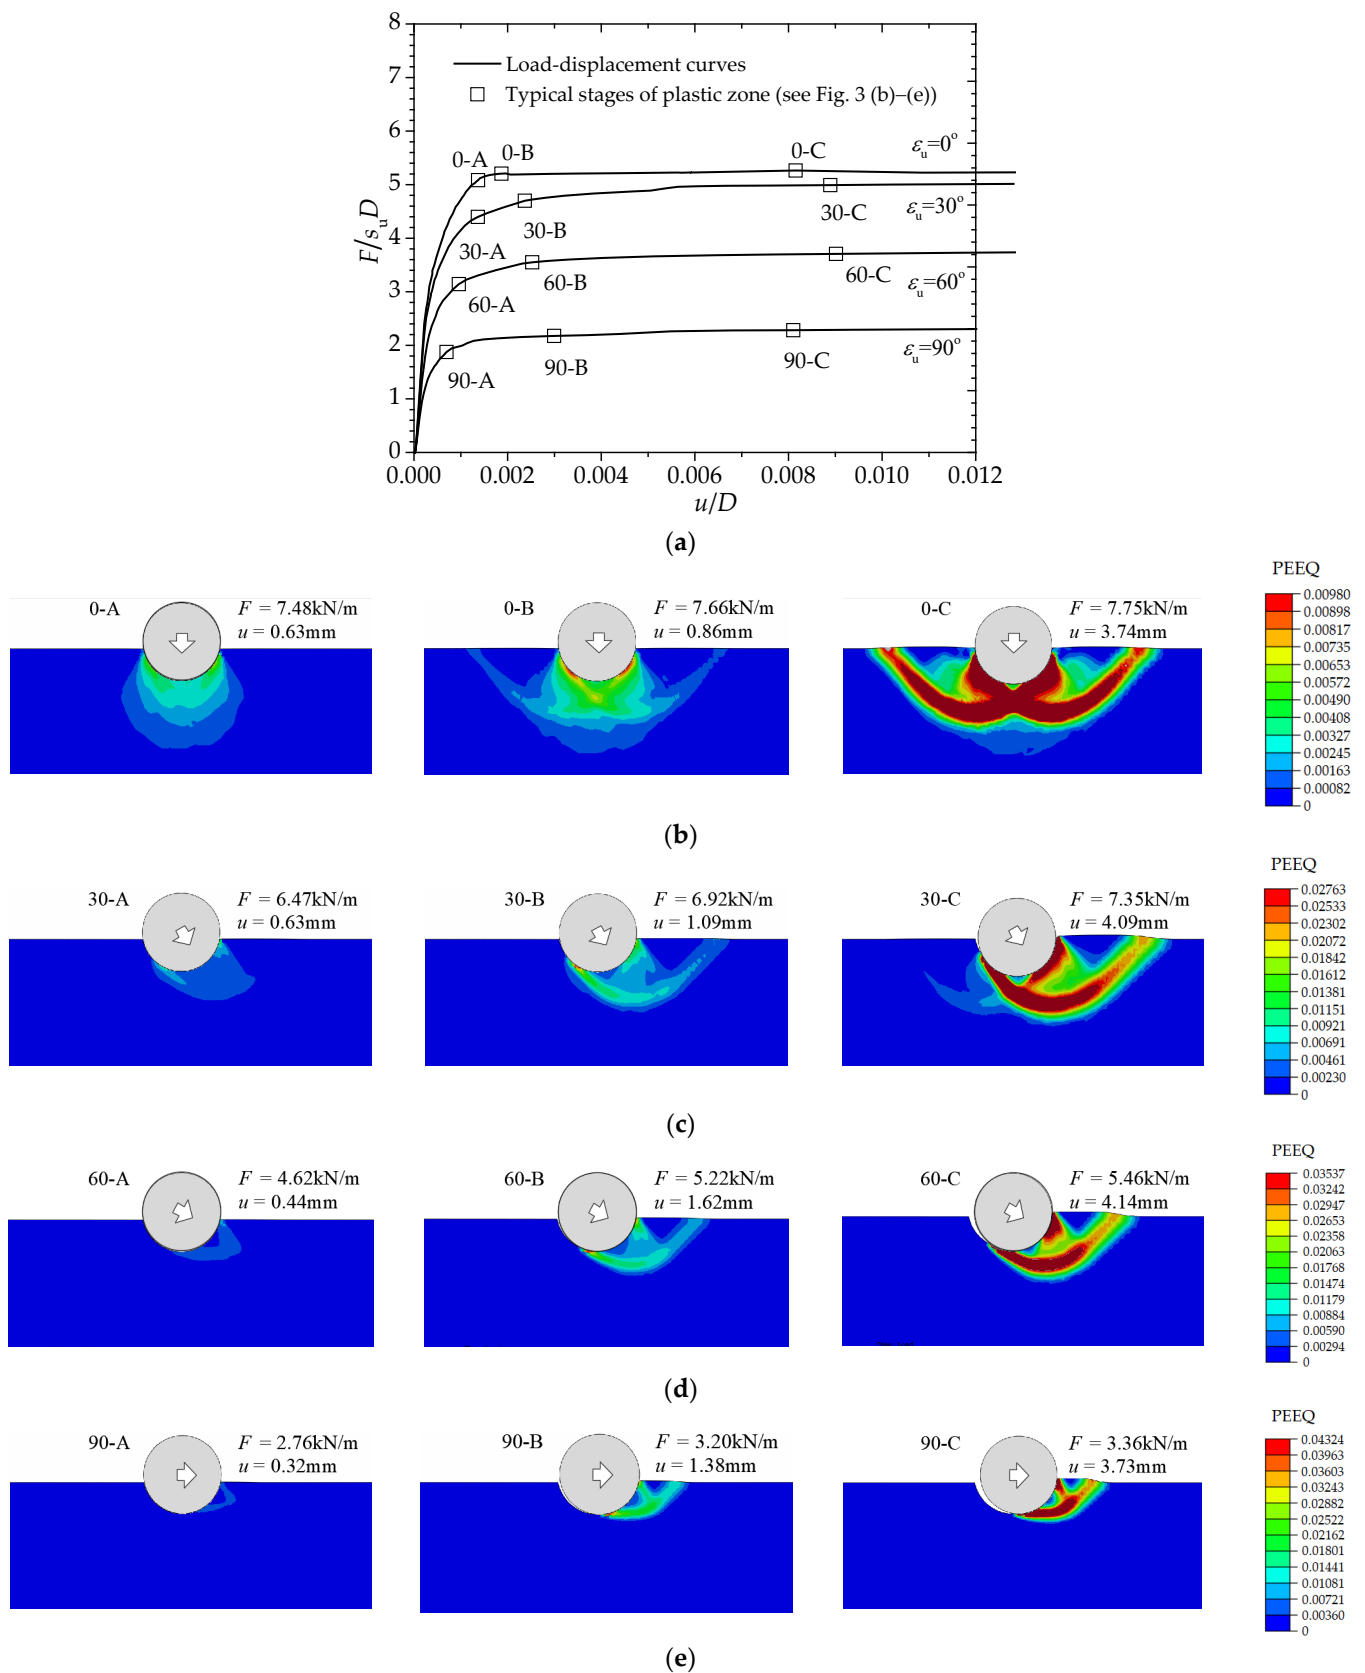 8
7
6
5
4
3
2
1
0
F/s_u D
Load-displacement curves
Typical stages of plastic zone (see Fig. 3 (b)–(e))
0-A
0-B
0-C
ε_u=0°
30-A
30-B
30-C
ε_u=30°
60-A
60-B
60-C
ε_u=60°
90-A
90-B
90-C
ε_u=90°
0.000 0.002 0.004 0.006 0.008 0.010 0.012
u/D
(a)
0-A
F = 7.48kN/m
u = 0.63mm
0-B
F = 7.66kN/m
u = 0.86mm
0-C
F = 7.75kN/m
u = 3.74mm
PEEQ
0.00980
0.00898
0.00817
0.00735
0.00653
0.00572
0.00490
0.00408
0.00327
0.00245
0.00163
0.00082
0
(b)
30-A
F = 6.47kN/m
u = 0.63mm
30-B
F = 6.92kN/m
u = 1.09mm
30-C
F = 7.35kN/m
u = 4.09mm
PEEQ
0.02763
0.02533
0.02302
0.02072
0.01842
0.01612
0.01381
0.01151
0.00921
0.00691
0.00461
0.00230
0
(c)
60-A
F = 4.62kN/m
u = 0.44mm
60-B
F = 5.22kN/m
u = 1.62mm
60-C
F = 5.46kN/m
u = 4.14mm
PEEQ
0.03537
0.03242
0.02947
0.02653
0.02358
0.02063
0.01768
0.01474
0.01179
0.00884
0.00590
0.00294
0
(d)
90-A
F = 2.76kN/m
u = 0.32mm
90-B
F = 3.20kN/m
u = 1.38mm
90-C
F = 3.36kN/m
u = 3.73mm
PEEQ
0.04324
0.03963
0.03603
0.03243
0.02882
0.02522
0.02162
0.01801
0.01441
0.01081
0.00721
0.00360
0
(e)